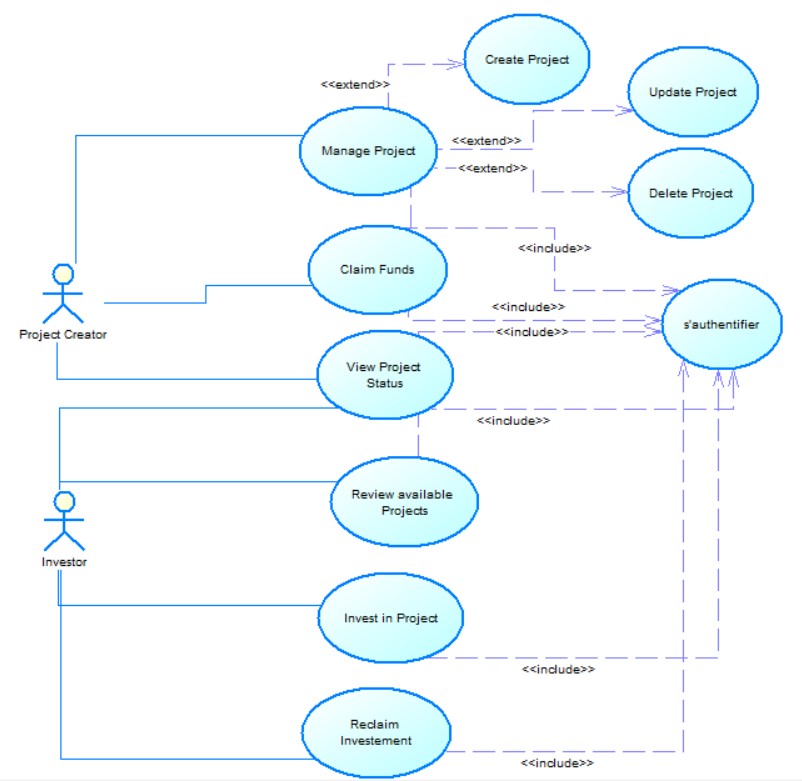 Create Project
<<extend>>
Update Project
<<extend>>
Manage Project
<<extend>>
Delete Project
<<include>>
Claim Funds
<<include>>
s'authentifier
<<include>>
Project Creator
View Project
Status
<<include>>
Review available
Projects
Investor
Invest in Project
<<include>>
Reclaim
Investement
<<include>>